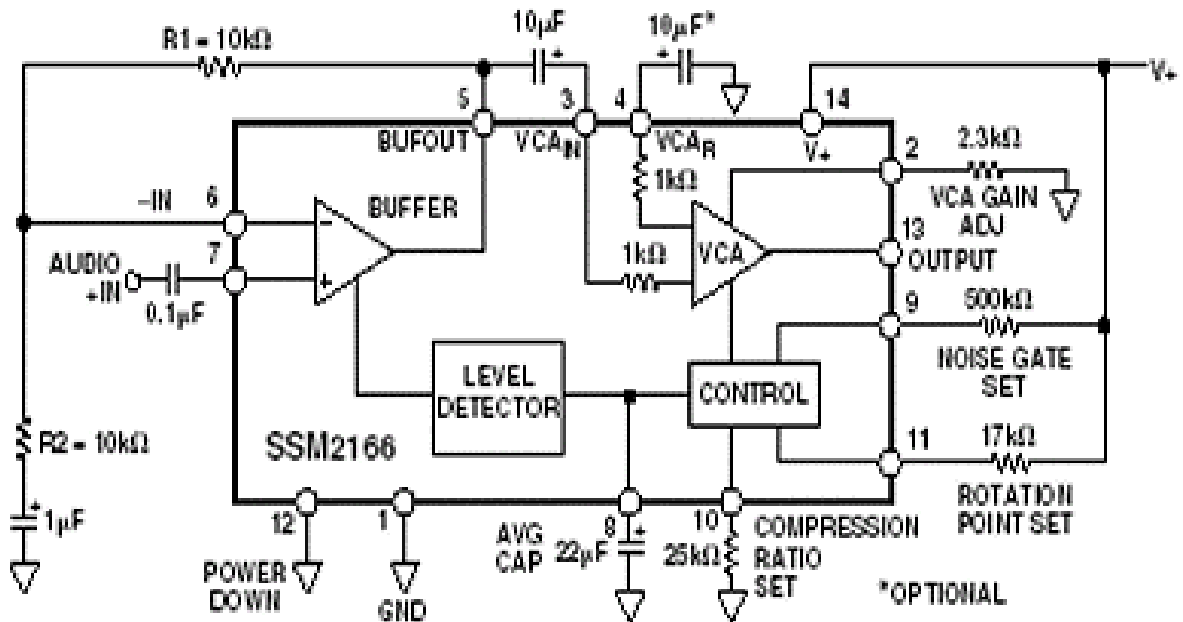 R1 = 10kΩ
10µF
+
10µF*
+
V+
5
3
4
14
BUFOUT
VCAIN
VCAR
V+
2
2.3kΩ
1kΩ
VCA GAIN
ADJ
-IN
6
BUFFER
−
7
AUDIO
+IN
+
0.1µF
1kΩ
VCA
13
OUTPUT
9
500kΩ
NOISE GATE
SET
LEVEL
DETECTOR
CONTROL
R2 = 10kΩ
SSM2166
11
17kΩ
ROTATION
POINT SET
+
1µF
12
1
AVG
CAP
8
+
22µF
10
25kΩ
COMPRESSION
RATIO
SET
POWER
DOWN
GND
*OPTIONAL